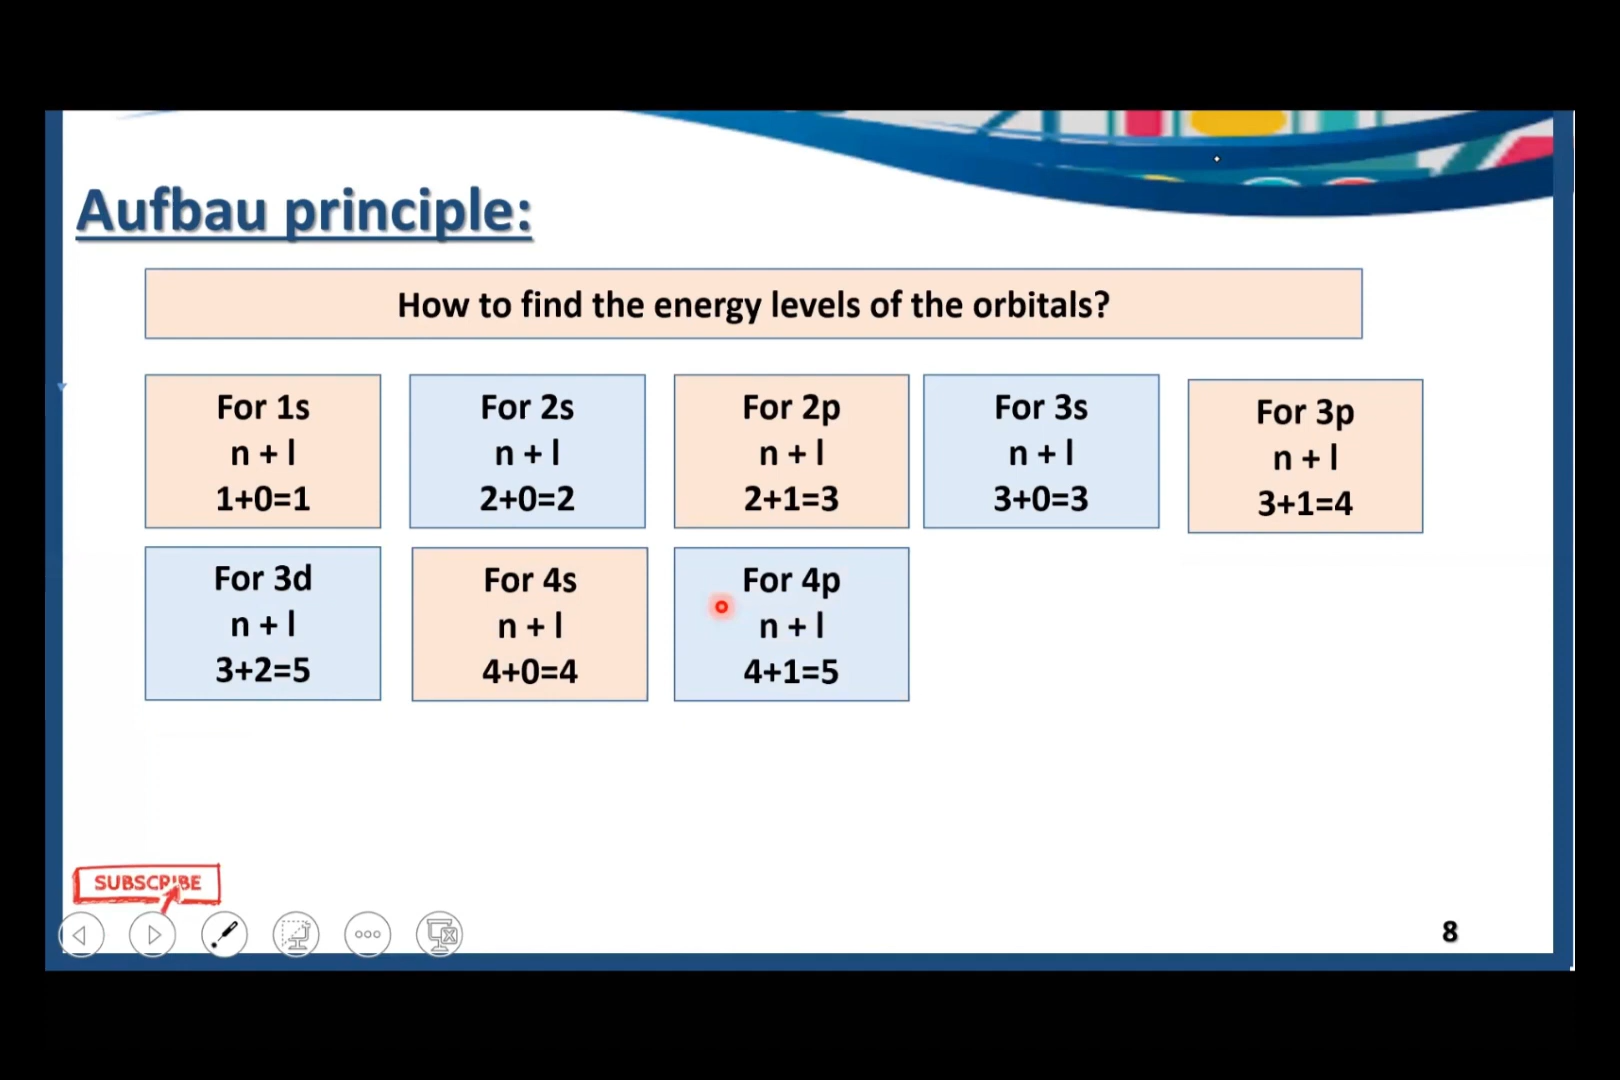 Aufbau principle:
How to find the energy levels of the orbitals?
For 1s
n + l
1+0=1
For 2s
n + l
2+0=2
For 2p
n + l
2+1=3
For 3s
n + l
3+0=3
For 3p
n + l
3+1=4
For 3d
n + l
3+2=5
For 4s
n + l
4+0=4
For 4p
n + l
4+1=5
SUBSCRIBE
8